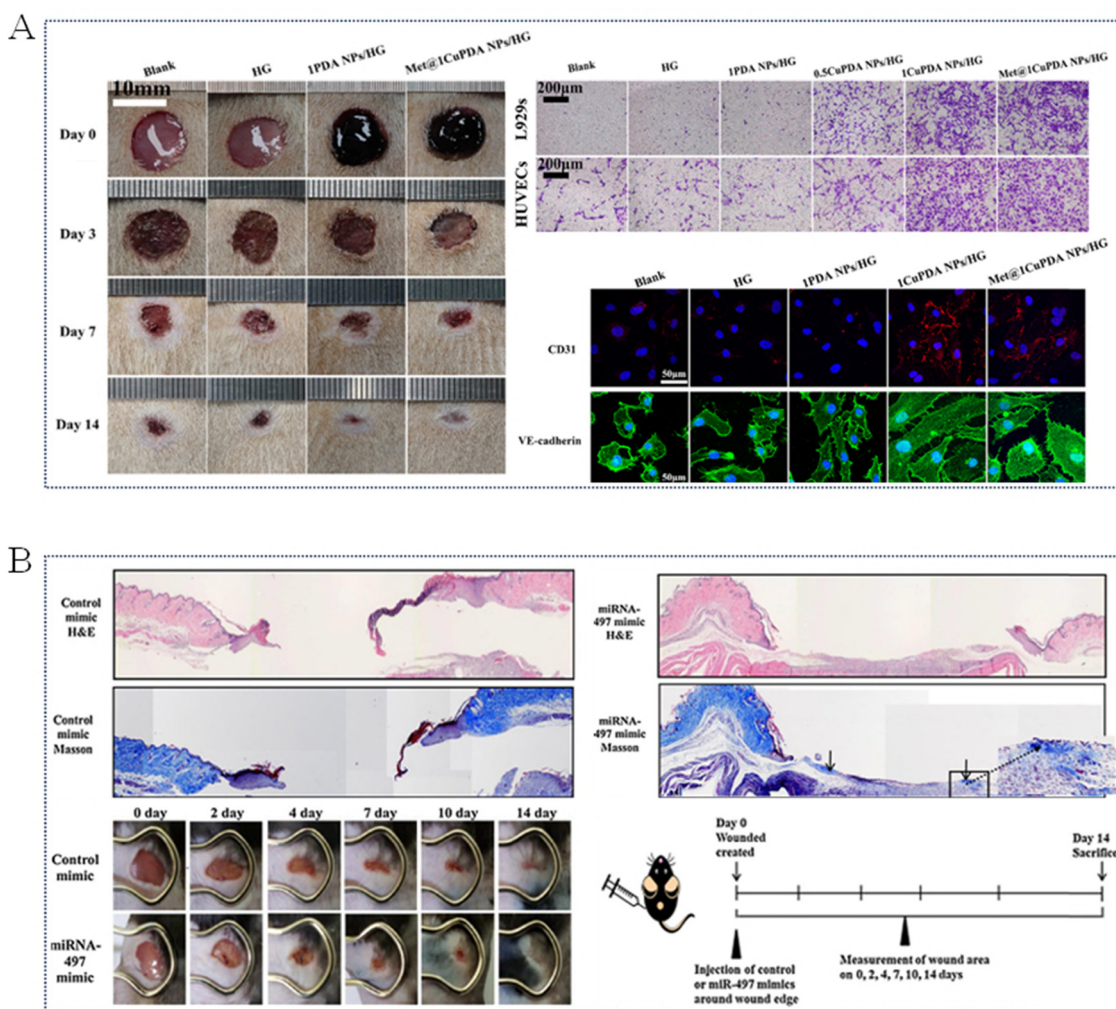 A
Blank
HG
1PDA NPs/HG
Met@1CuPDA NPs/HG
10mm
Day 0
Day 3
Day 7
Day 14
Blank
HG
1PDA NPs/HG
0.5CuPDA NPs/HG
1CuPDA NPs/HG
Met@1CuPDA NPs/HG
200μm
L929s
200μm
HUVECs
Blank
HG
1PDA NPs/HG
1CuPDA NPs/HG
Met@1CuPDA NPs/HG
CD31
50μm
VE-cadherin
50μm
B
Control
mimic
H&E
Control
mimic
Masson
miRNA-
497 mimic
H&E
miRNA-
497 mimic
Masson
0 day
2 day
4 day
7 day
10 day
14 day
Control
mimic
miRNA-
497
mimic
Day 0
Wounded
created
Day 14
Sacrifice
Injection of control
or miR-497 mimics
around wound edge
Measurement of wound area
on 0, 2, 4, 7, 10, 14 days